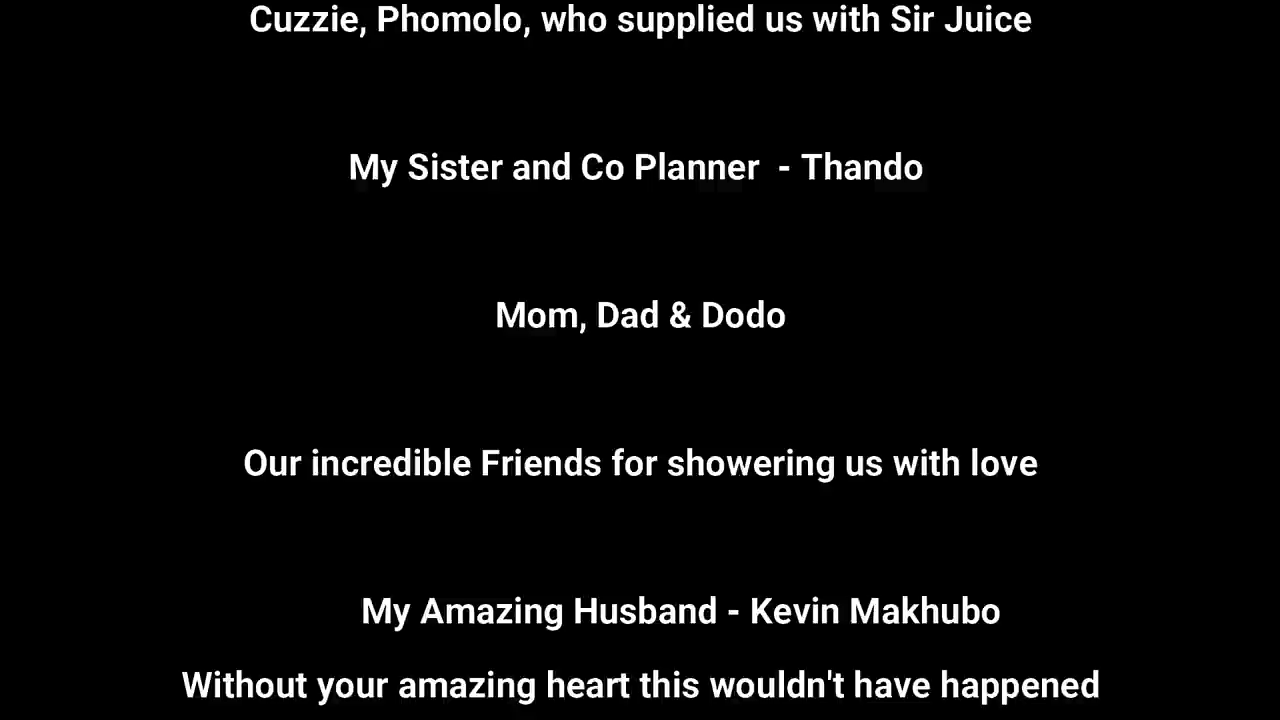 Cuzzie, Phomolo, who supplied us with Sir Juice
My Sister and Co Planner  - Thando
Mom, Dad & Dodo
Our incredible Friends for showering us with love
My Amazing Husband - Kevin Makhubo
Without your amazing heart this wouldn't have happened